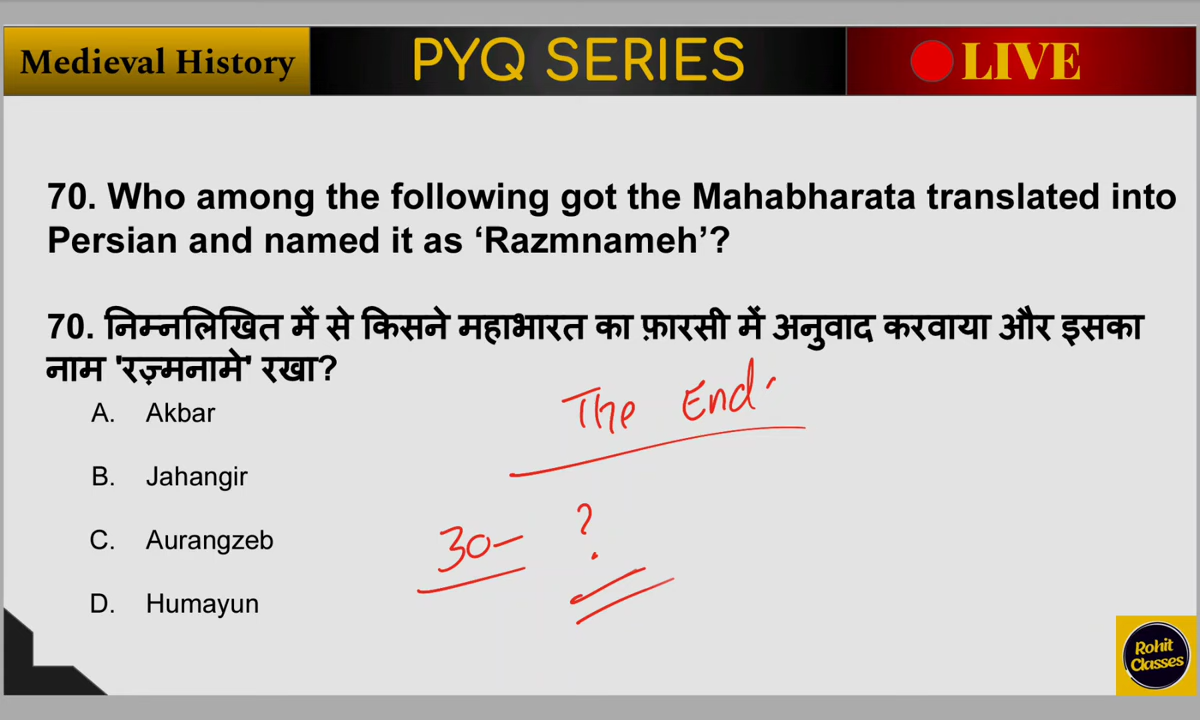 Medieval History
PYQ SERIES
LIVE
70. Who among the following got the Mahabharata translated into
Persian and named it as ‘Razmnameh’?
70. निम्नलिखित में से किसने महाभारत का फ़ारसी में अनुवाद करवाया और इसका
नाम 'रज़्मनामे' रखा?
A. Akbar
The End.
B. Jahangir
C. Aurangzeb
30- ?
D. Humayun
Rohit
Classes